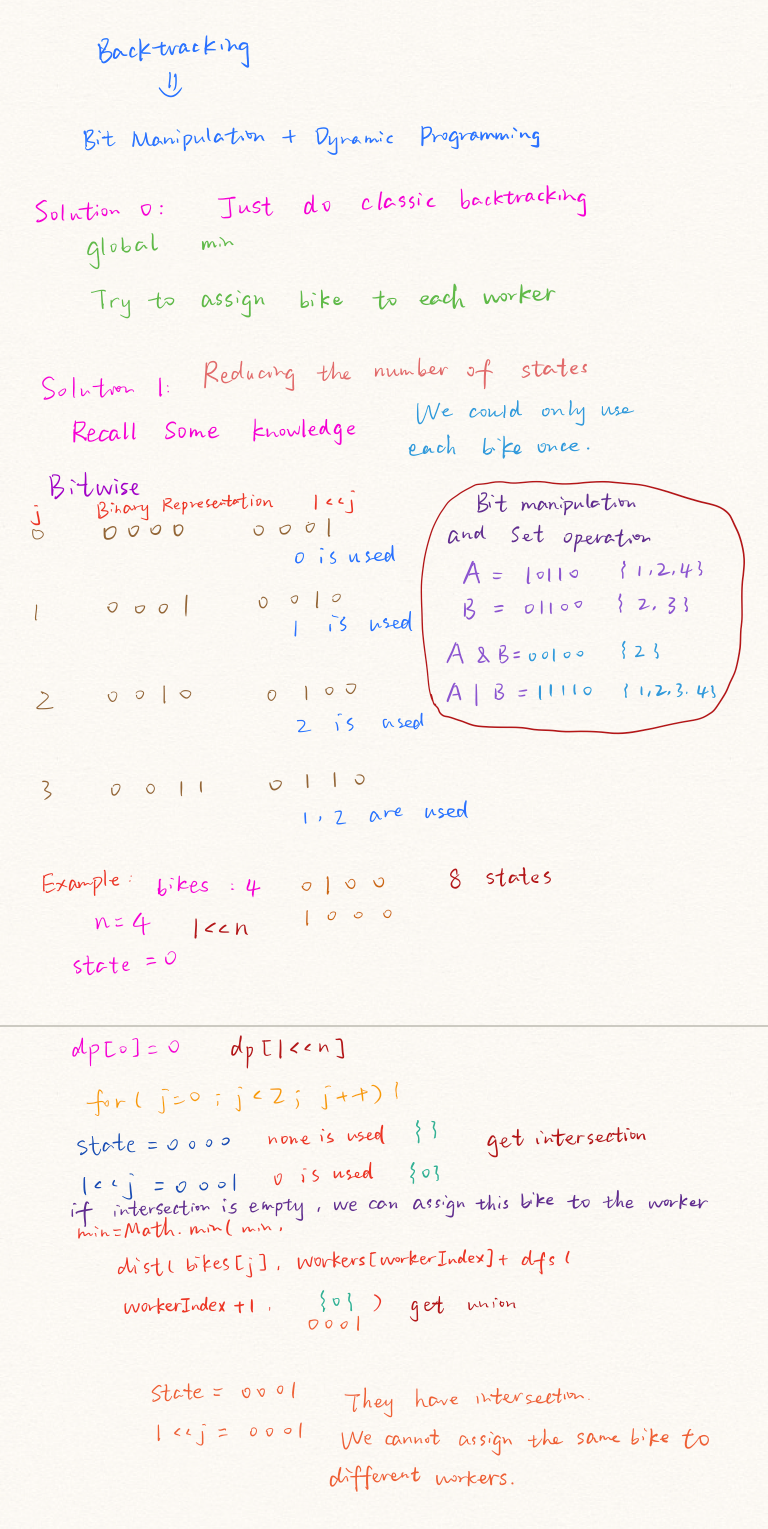 Backtracking
⇓
Bit Manipulation + Dynamic Programming
Solution 0: Just do classic backtracking
global min
Try to assign bike to each worker
Solution 1: Reducing the number of states
Recall Some knowledge
We could only use
each bike once.
Bitwise
j Binary Representation 1<<j
0 0000 0001
0 is used
1 0001 0010
1 is used
2 0010 0100
2 is used
3 0011 0110
1, 2 are used
Bit manipulation
and Set operation
A = 10110 {1,2,4}
B = 01100 {2,3}
A & B = 00100 {2}
A | B = 11110 {1,2,3,4}
Example: bikes : 4 0100 8 states
n=4 1<<n 1000
state = 0
dp[0] = 0 dp[1<<n]
for( j=0 ; j<2 ; j++) {
state = 0000 none is used { } get intersection
1<<j = 0001 0 is used {0}
if intersection is empty, we can assign this bike to the worker
min=Math.min( min,
dist( bikes[j], workers[workerIndex] + dfs (
workerIndex +1, {0} ) get union
0001
State = 0001 They have intersection.
1<<j = 0001 We cannot assign the same bike to
different workers.